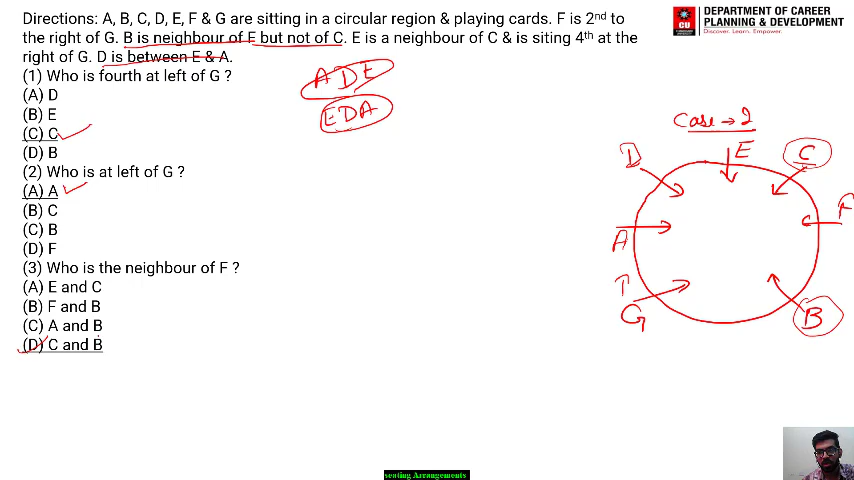 Directions: A, B, C, D, E, F & G are sitting in a circular region & playing cards. F is 2nd to
the right of G. B is neighbour of F but not of C. E is a neighbour of C & is siting 4th at the
right of G. D is between E & A.
(1) Who is fourth at left of G ?
(A) D
(B) E
(C) C
(D) B
(2) Who is at left of G ?
(A) A
(B) C
(C) B
(D) F
(3) Who is the neighbour of F ?
(A) E and C
(B) F and B
(C) A and B
(D) C and B
A D E
E D A
DEPARTMENT OF CAREER
PLANNING & DEVELOPMENT
Discover. Learn. Empower.
CU
Case → 2
D
E
C
A
F
G
B
seating Arrangements